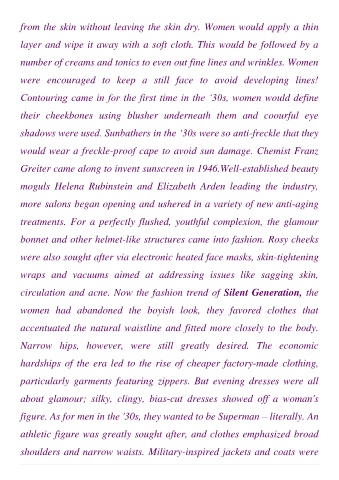 from the skin without leaving the skin dry. Women would apply a thin
layer and wipe it away with a soft cloth. This would be followed by a
number of creams and tonics to even out fine lines and wrinkles. Women
were encouraged to keep a still face to avoid developing lines!
Contouring came in for the first time in the '30s, women would define
their cheekbones using blusher underneath them and coourful eye
shadows were used. Sunbathers in the '30s were so anti-freckle that they
would wear a freckle-proof cape to avoid sun damage. Chemist Franz
Greiter came along to invent sunscreen in 1946.Well-established beauty
moguls Helena Rubinstein and Elizabeth Arden leading the industry,
more salons began opening and ushered in a variety of new anti-aging
treatments. For a perfectly flushed, youthful complexion, the glamour
bonnet and other helmet-like structures came into fashion. Rosy cheeks
were also sought after via electronic heated face masks, skin-tightening
wraps and vacuums aimed at addressing issues like sagging skin,
circulation and acne. Now the fashion trend of Silent Generation, the
women had abandoned the boyish look, they favored clothes that
accentuated the natural waistline and fitted more closely to the body.
Narrow hips, however, were still greatly desired. The economic
hardships of the era led to the rise of cheaper factory-made clothing,
particularly garments featuring zippers. But evening dresses were all
about glamour; silky, clingy, bias-cut dresses showed off a woman's
figure. As for men in the '30s, they wanted to be Superman – literally. An
athletic figure was greatly sought after, and clothes emphasized broad
shoulders and narrow waists. Military-inspired jackets and coats were